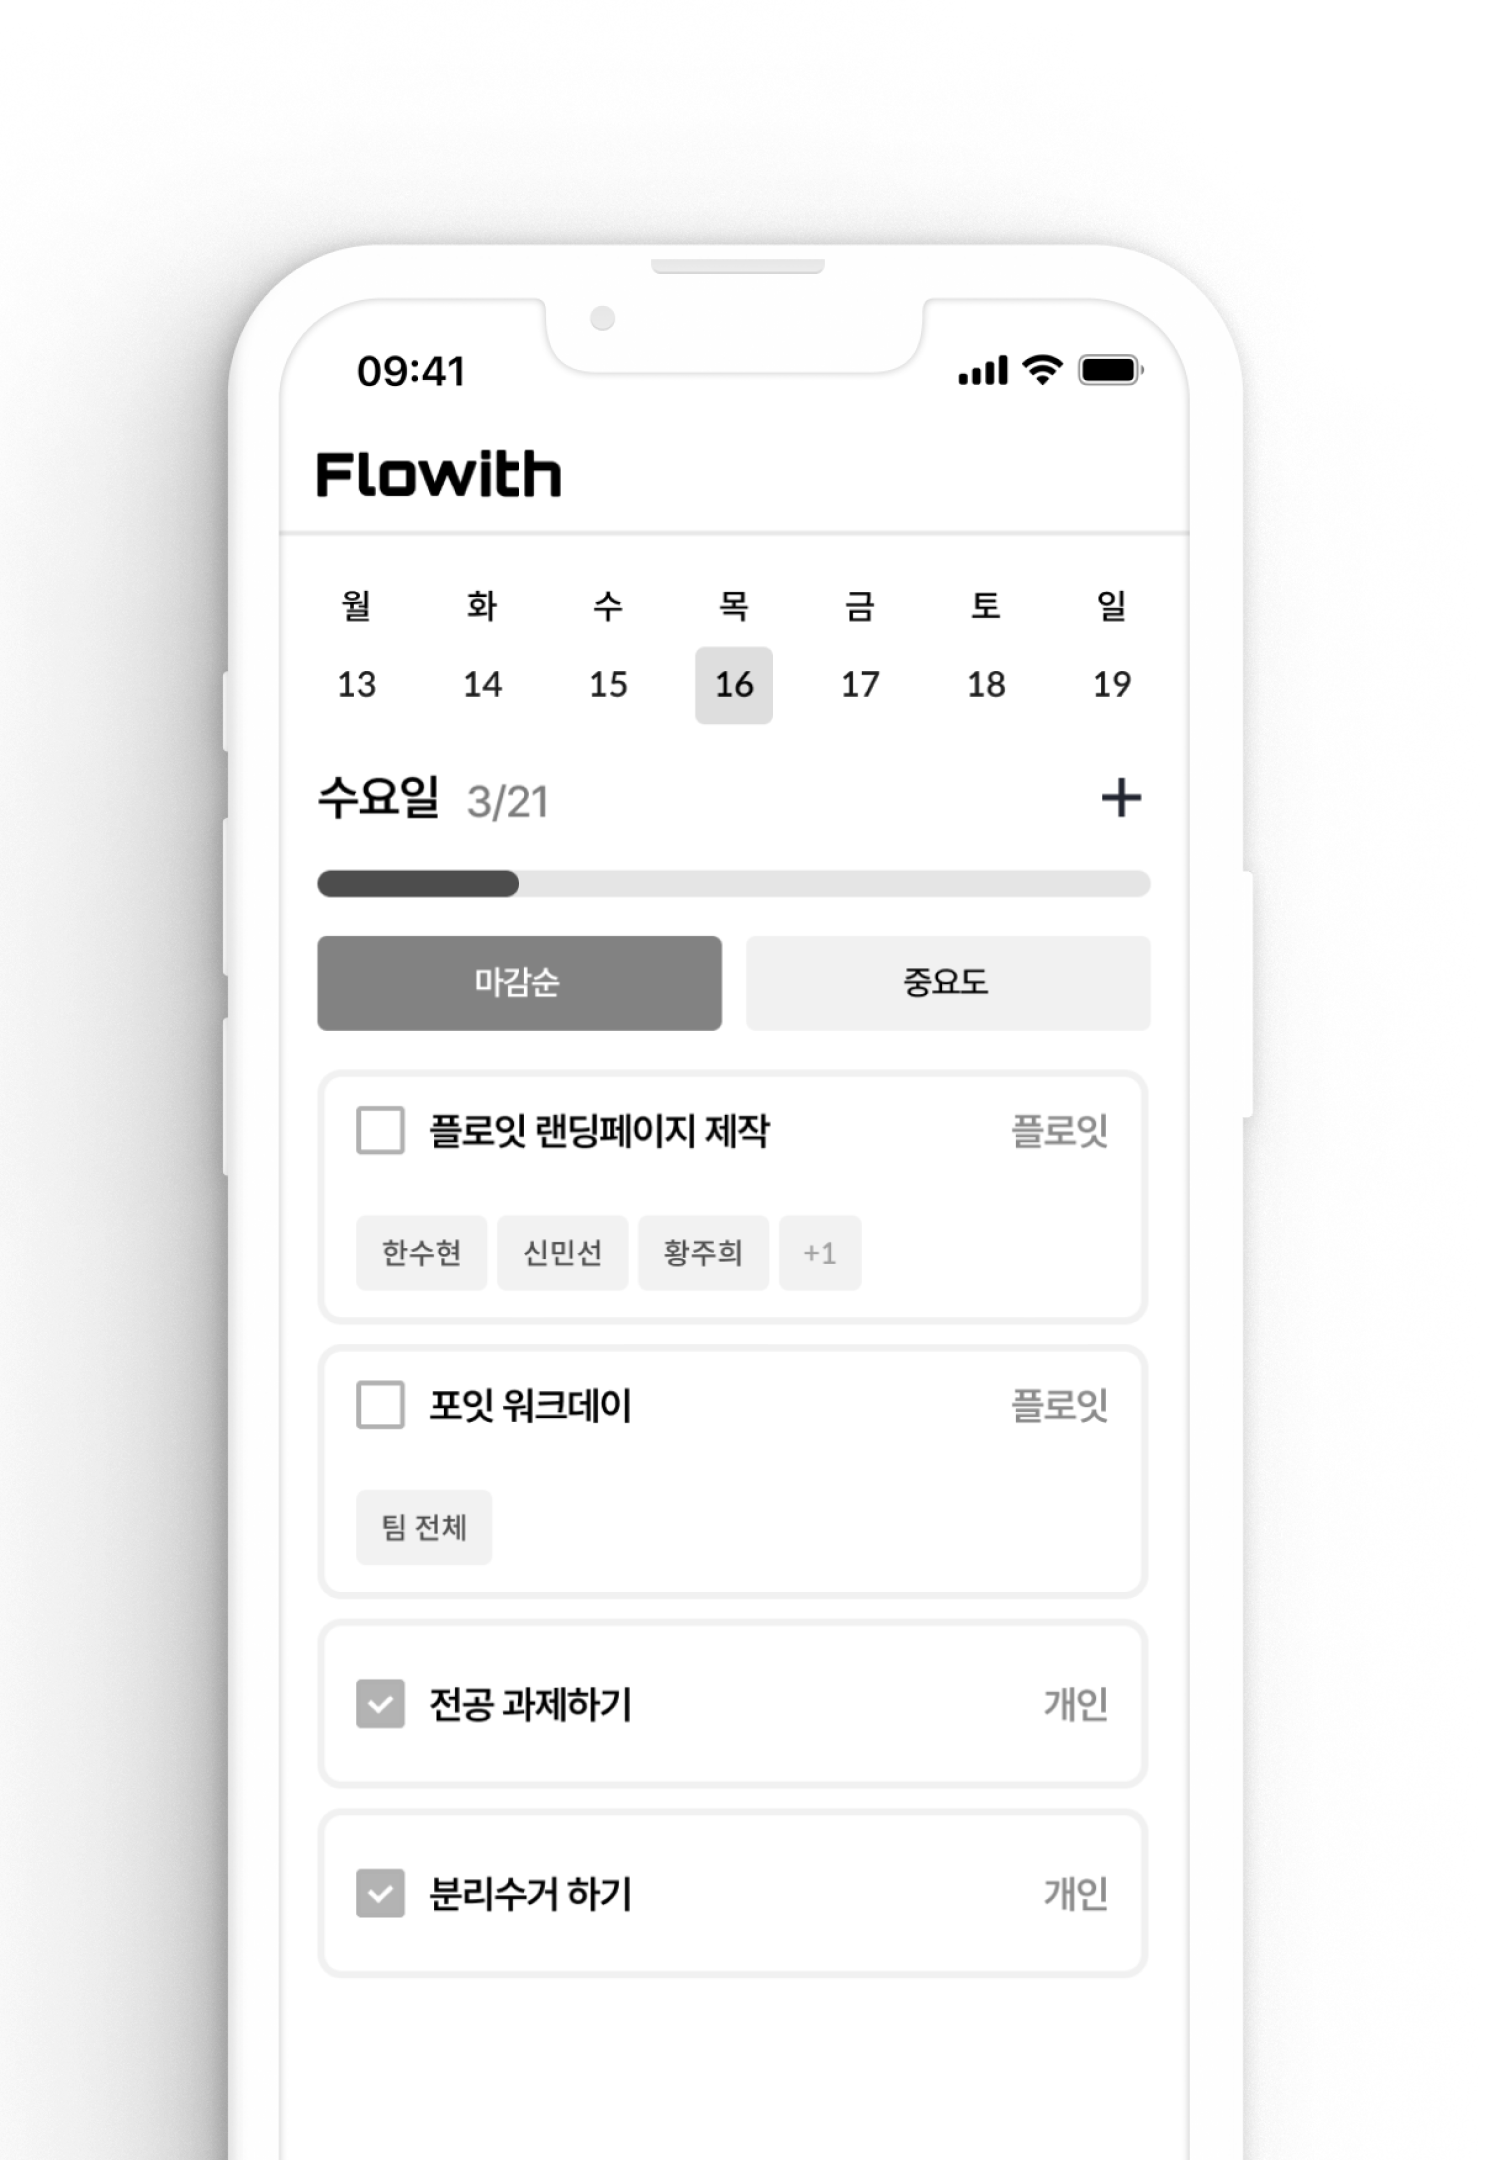 09:41
Flowith
월 화 수 목 금 토 일
13 14 15 16 17 18 19
수요일 3/21 +
마감순 중요도
플로잇 랜딩페이지 제작 플로잇
한수현 신민선 황주희 +1
포잇 워크데이 플로잇
팀 전체
전공 과제하기 개인
분리수거 하기 개인